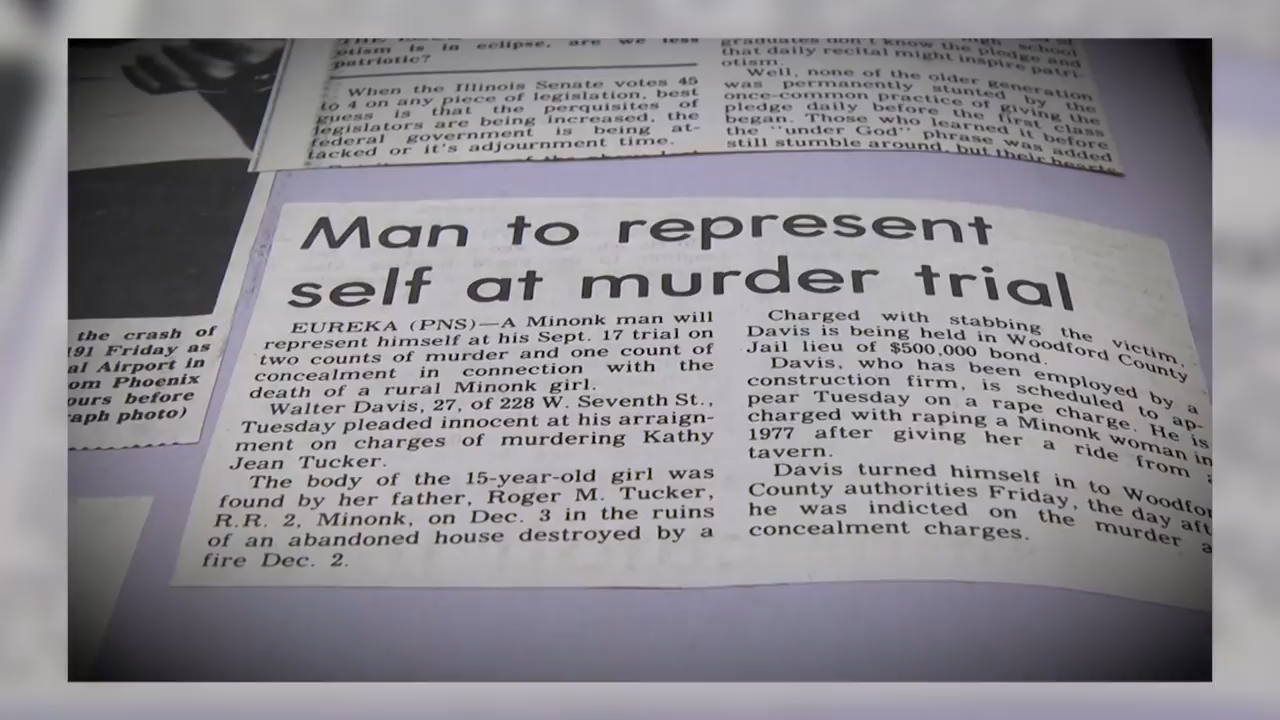 otism is in eclipse, are we less
patriotic?
When the Illinois Senate votes 45
to 4 on any piece of legislation, best
guess is that the perquisites of
legislators are being increased, the
federal government is being at-
tacked or it's adjournment time.
graduates don't know the pledge and
that daily recital might inspire patri-
otism.
Well, none of the older generation
was permanently stunted by the
once-common practice of giving the
pledge daily before the first class
began. Those who learned it before
the "under God" phrase was added
still stumble around, but their hearts
the crash of
191 Friday as
al Airport in
om Phoenix
ours before
raph photo)
Man to represent
self at murder trial
EUREKA (PNS)—A Minonk man will
represent himself at his Sept. 17 trial on
two counts of murder and one count of
concealment in connection with the
death of a rural Minonk girl.
Walter Davis, 27, of 228 W. Seventh St.,
Tuesday pleaded innocent at his arraign-
ment on charges of murdering Kathy
Jean Tucker.
The body of the 15-year-old girl was
found by her father, Roger M. Tucker,
R.R. 2, Minonk, on Dec. 3 in the ruins
of an abandoned house destroyed by a
fire Dec. 2.
Charged with stabbing the victim,
Davis is being held in Woodford County
Jail lieu of $500,000 bond.
Davis, who has been employed by a
construction firm, is scheduled to ap-
pear Tuesday on a rape charge. He is
charged with raping a Minonk woman in
1977 after giving her a ride from
tavern.
Davis turned himself in to Woodfor
County authorities Friday, the day aft
he was indicted on the murder a
concealment charges.